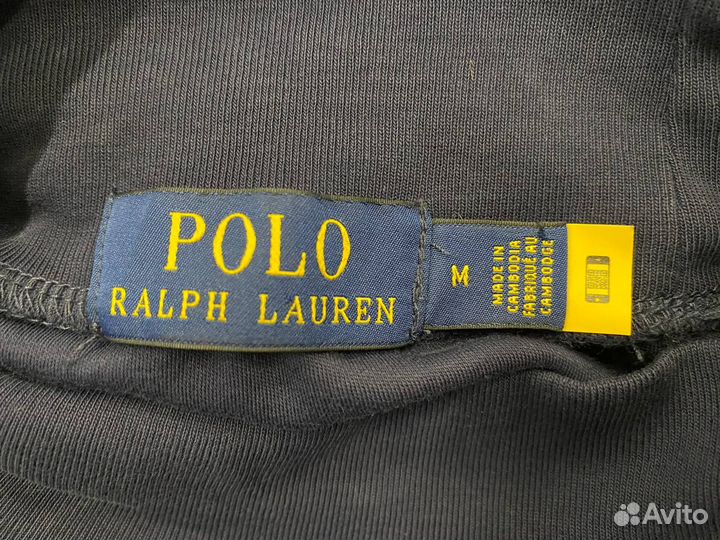 POLO
RALPH LAUREN
M
MADE IN
CAMBODIA
FABRIQUÉ AU
CAMBODGE
Avito